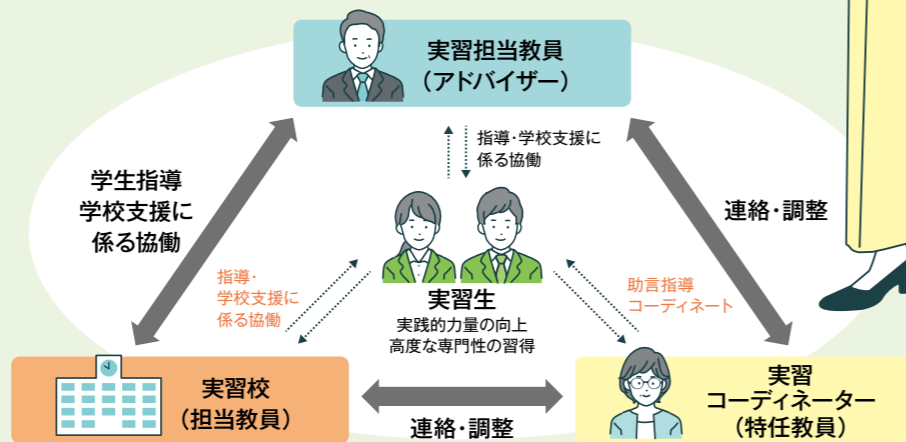 実習担当教員
（アドバイザー）
指導・学校支援に
係る協働
学生指導
学校支援に
係る協働
連絡・調整
指導・
学校支援に
係る協働
助言指導
コーディネート
実習生
実践的力量の向上
高度な専門性の習得
実習校
（担当教員）
連絡・調整
実習
コーディネーター
（特任教員）